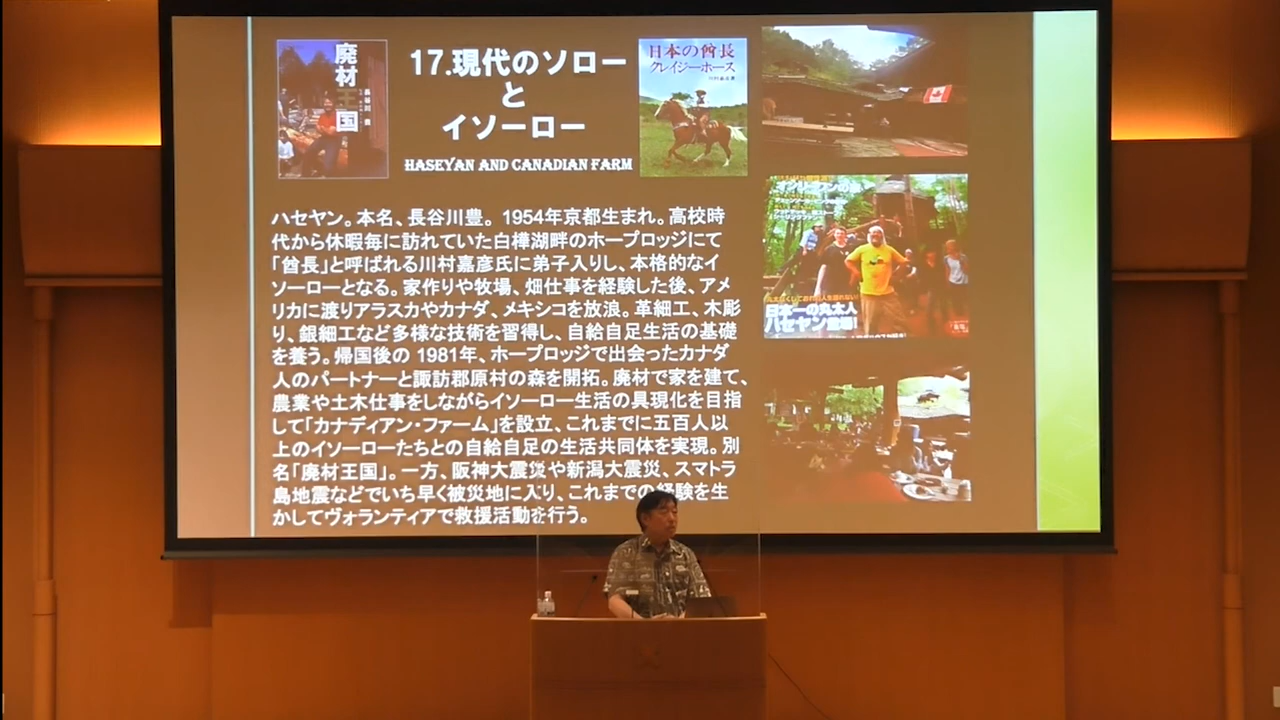 廃材王国
長谷川 豊
17.現代のソロー
と
イソーロー
HASEYAN AND CANADIAN FARM
日本の酋長
クレイジーホース
ハセヤン。本名、長谷川豊。1954年京都生まれ。高校時
代から休暇毎に訪れていた白樺湖畔のホープロッジにて
「酋長」と呼ばれる川村嘉彦氏に弟子入りし、本格的なイ
ソーローとなる。家作りや牧場、畑仕事を経験した後、アメ
リカに渡りアラスカやカナダ、メキシコを放浪。革細工、木彫
り、銀細工など多様な技術を習得し、自給自足生活の基礎
を養う。帰国後の1981年、ホープロッジで出会ったカナダ
人のパートナーと諏訪郡原村の森を開拓。廃材で家を建て、
農業や土木仕事をしながらイソーロー生活の具現化を目指
して「カナディアン・ファーム」を設立、これまでに五百人以
上のイソーローたちとの自給自足の生活共同体を実現。別
名「廃材王国」。一方、阪神大震災や新潟大震災、スマトラ
島地震などでいち早く被災地に入り、これまでの経験を生
かしてヴォランティアで救援活動を行う。
日本一の丸太人
ハセヤン登場!